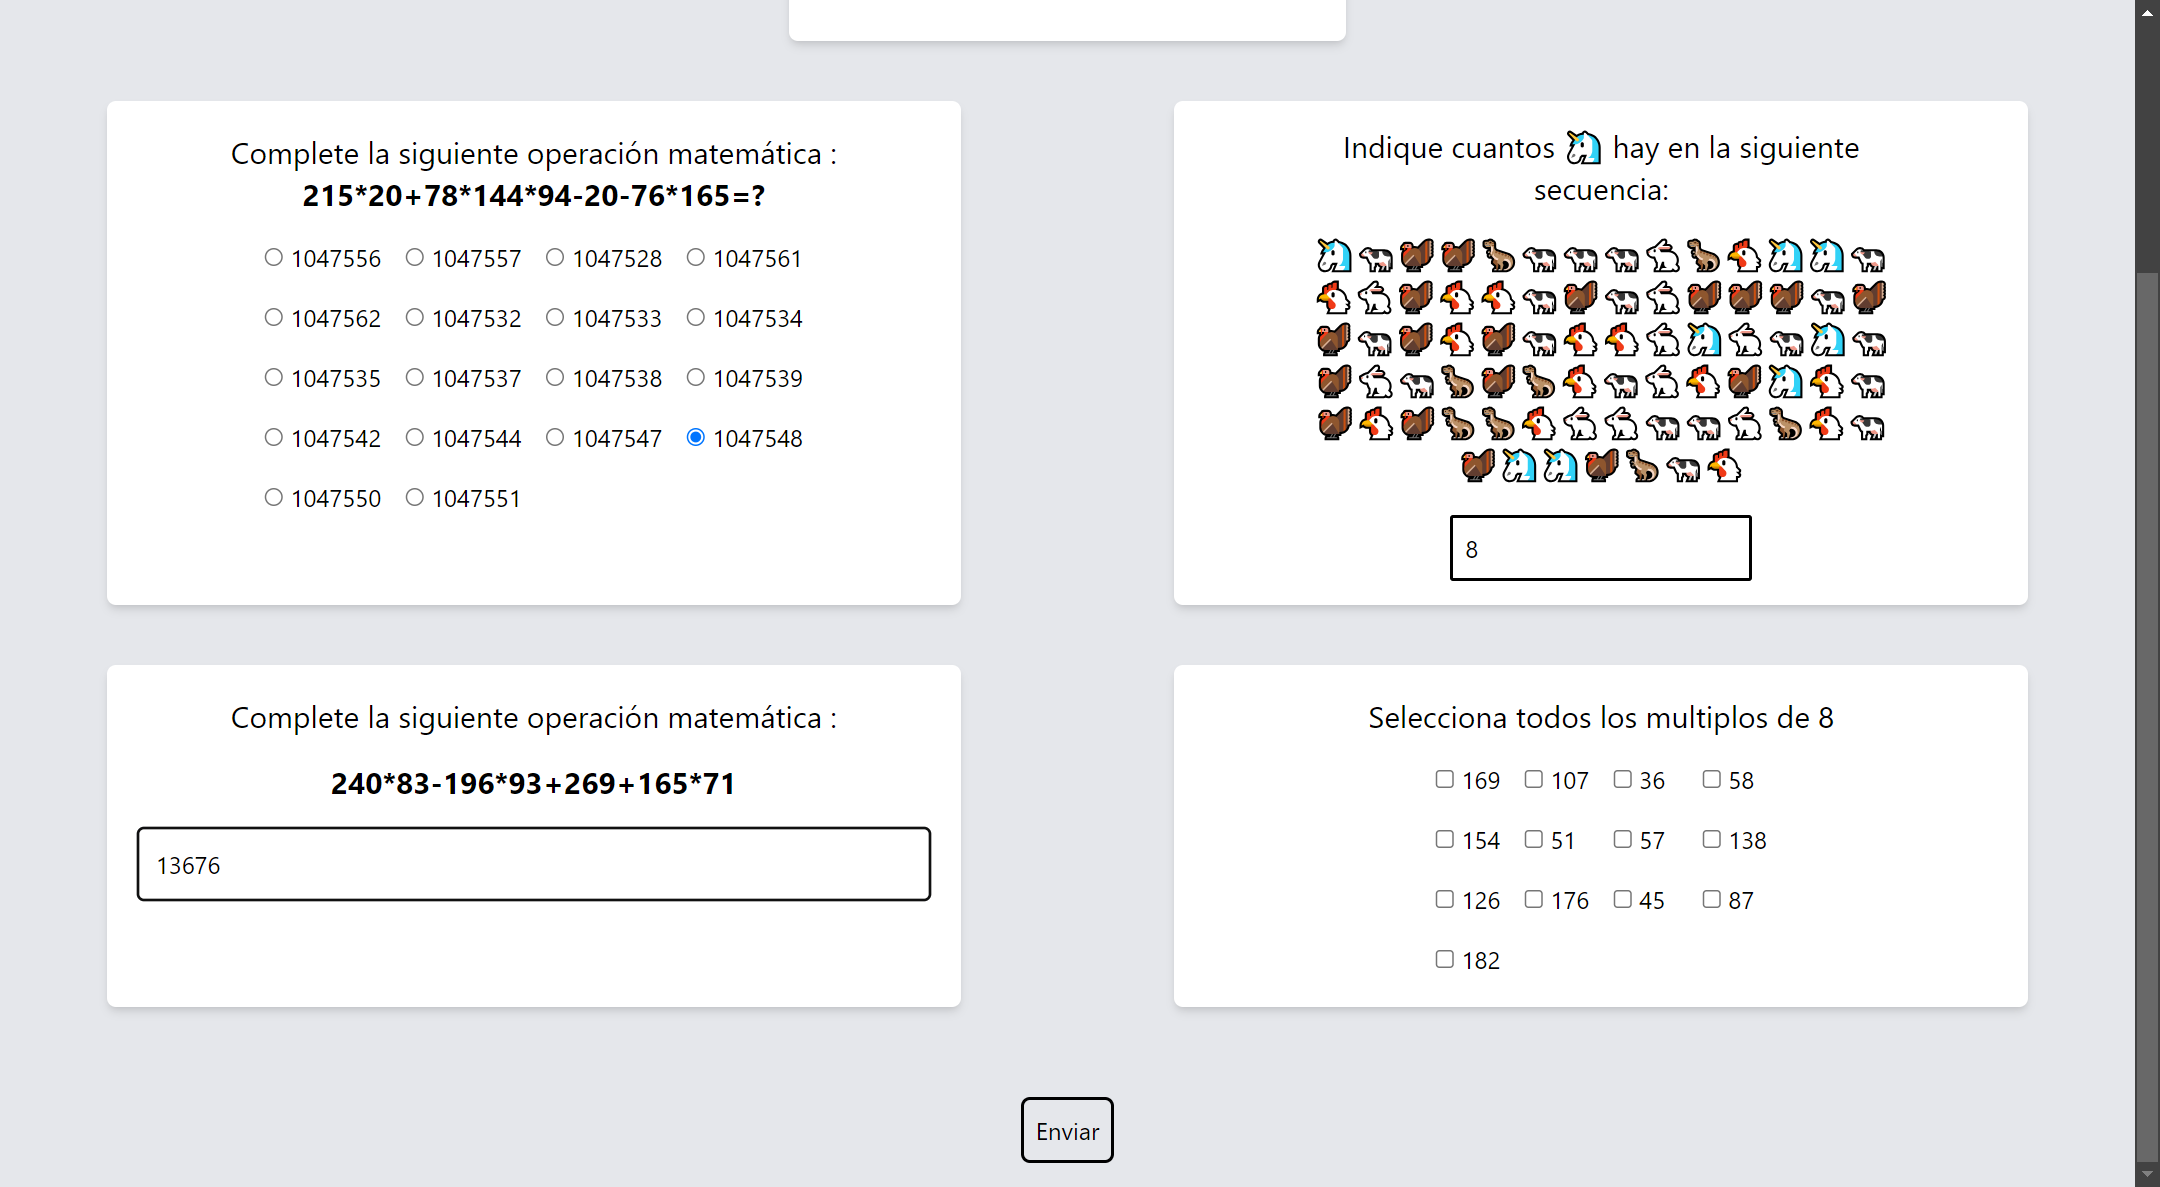 Complete la siguiente operación matemática :
215*20+78*144*94-20-76*165=?
1047556 1047557 1047528 1047561
1047562 1047532 1047533 1047534
1047535 1047537 1047538 1047539
1047542 1047544 1047547 1047548
1047550 1047551
Indique cuantos 🦄 hay en la siguiente
secuencia:
8
Complete la siguiente operación matemática :
240*83-196*93+269+165*71
13676
Selecciona todos los multiplos de 8
169 107 36 58
154 51 57 138
126 176 45 87
182
Enviar